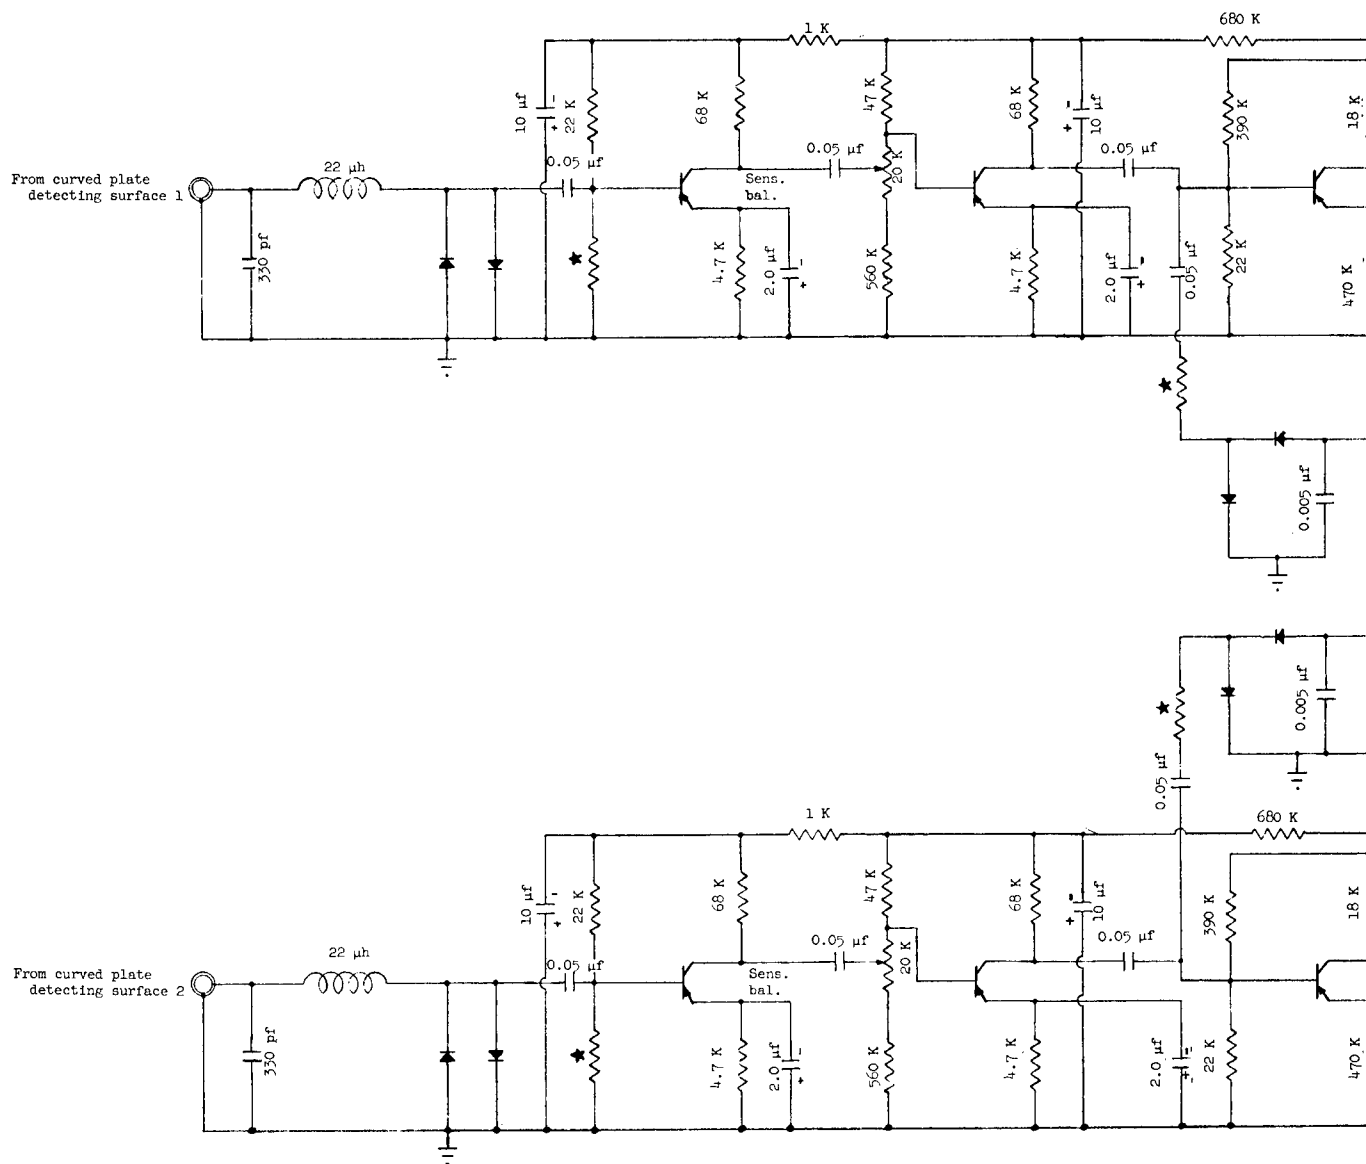 1 K
680 K
10 µf
-
+
22 K
68 K
47 K
68 K
-
+
10 µf
390 K
18 K
0.05 µf
0.05 µf
20 K
0.05 µf
22 µh
From curved plate
detecting surface 1
Sens.
bal.
330 pf
★
4.7 K
2.0 µf
-
+
560 K
4.7 K
2.0 µf
-
+
0.05 µf
22 K
470 K
★
0.005 µf
★
0.005 µf
0.05 µf
1 K
680 K
10 µf
-
+
22 K
68 K
47 K
68 K
-
+
10 µf
390 K
18 K
0.05 µf
0.05 µf
20 K
0.05 µf
22 µh
From curved plate
detecting surface 2
Sens.
bal.
330 pf
★
4.7 K
2.0 µf
-
+
560 K
4.7 K
2.0 µf
-
+
22 K
470 K